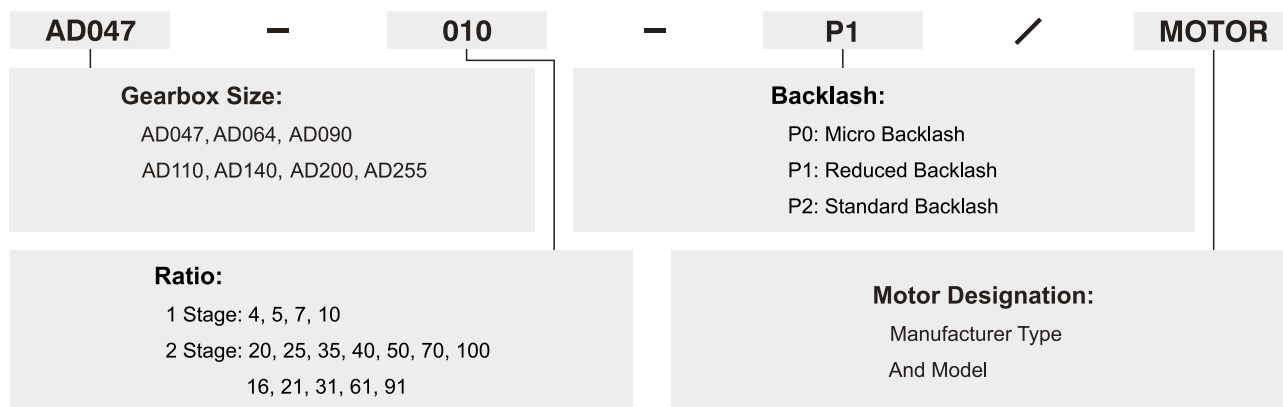 AD047 – 010 – P1 / MOTOR
Gearbox Size:
AD047, AD064, AD090
AD110, AD140, AD200, AD255
Backlash:
P0: Micro Backlash
P1: Reduced Backlash
P2: Standard Backlash
Ratio:
1 Stage: 4, 5, 7, 10
2 Stage: 20, 25, 35, 40, 50, 70, 100
16, 21, 31, 61, 91
Motor Designation:
Manufacturer Type
And Model